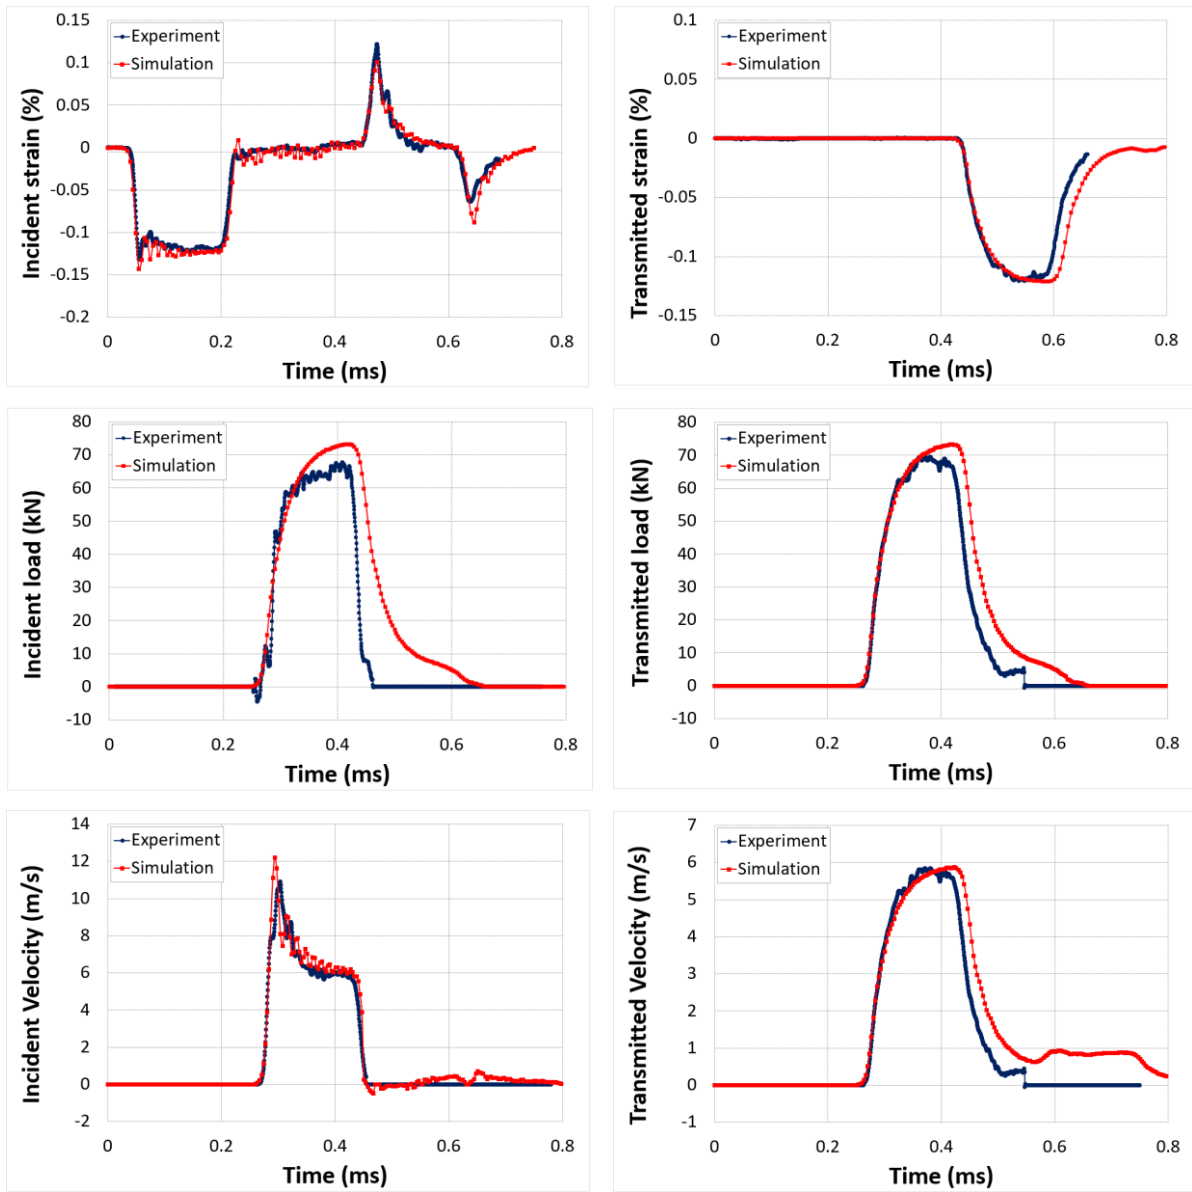 Incident strain (%)
0.15
0.1
0.05
0
-0.05
-0.1
-0.15
-0.2
Experiment
Simulation
0 0.2 0.4 0.6 0.8
Time (ms)
Transmitted strain (%)
0.1
0.05
0
-0.05
-0.1
-0.15
Experiment
Simulation
0 0.2 0.4 0.6 0.8
Time (ms)
Incident load (kN)
80
70
60
50
40
30
20
10
0
-10
Experiment
Simulation
0 0.2 0.4 0.6 0.8
Time (ms)
Transmitted load (kN)
80
70
60
50
40
30
20
10
0
-10
Experiment
Simulation
0 0.2 0.4 0.6 0.8
Time (ms)
Incident Velocity (m/s)
14
12
10
8
6
4
2
0
-2
Experiment
Simulation
0 0.2 0.4 0.6 0.8
Time (ms)
Transmitted Velocity (m/s)
7
6
5
4
3
2
1
0
-1
Experiment
Simulation
0 0.2 0.4 0.6 0.8
Time (ms)